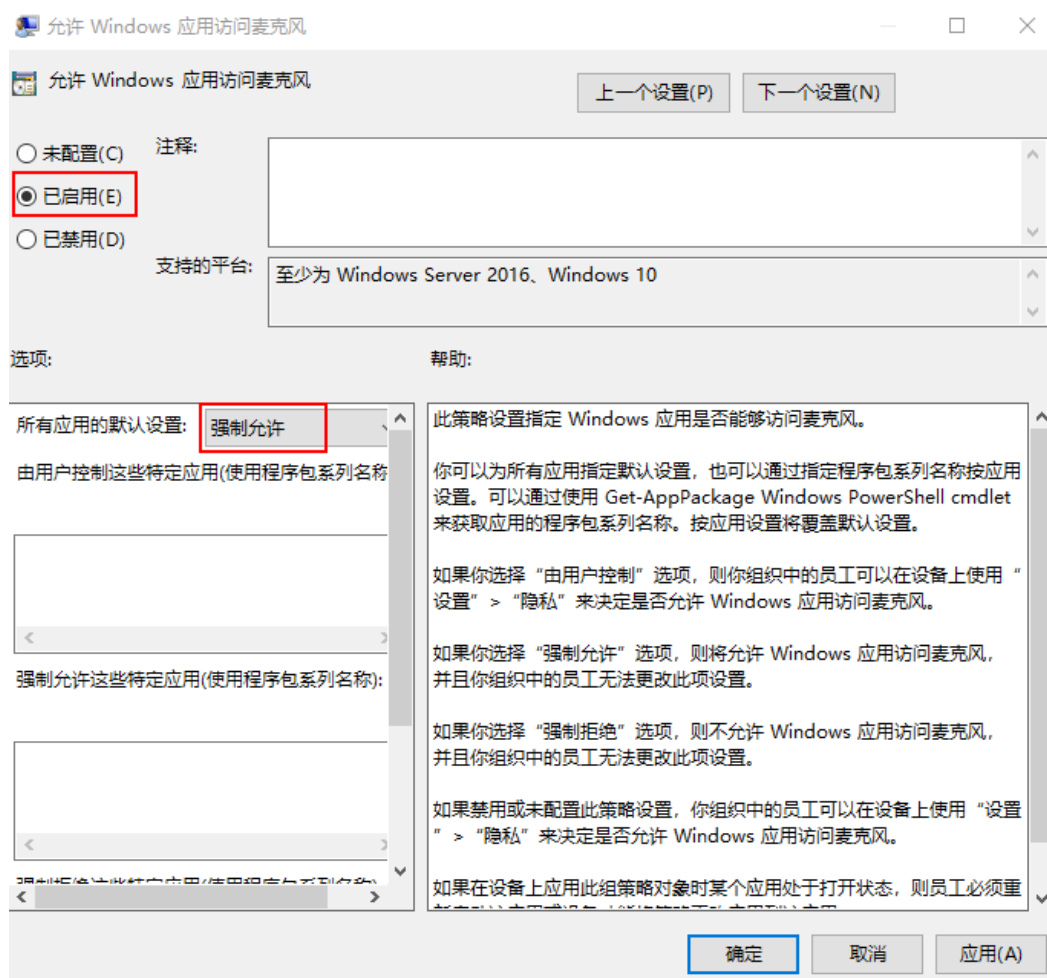 允许 Windows 应用访问麦克风
允许 Windows 应用访问麦克风
上一个设置(P)
下一个设置(N)
未配置(C)
注释:
已启用(E)
已禁用(D)
支持的平台:
至少为 Windows Server 2016、Windows 10
选项:
帮助:
所有应用的默认设置:
强制允许
由用户控制这些特定应用(使用程序包系列名称
强制允许这些特定应用(使用程序包系列名称):
此策略设置指定 Windows 应用是否能够访问麦克风。
你可以为所有应用指定默认设置，也可以通过指定程序包系列名称按应用
设置。可以通过使用 Get-AppPackage Windows PowerShell cmdlet
来获取应用的程序包系列名称。按应用设置将覆盖默认设置。
如果你选择“由用户控制”选项，则你组织中的员工可以在设备上使用“
设置”>“隐私”来决定是否允许 Windows 应用访问麦克风。
如果你选择“强制允许”选项，则将允许 Windows 应用访问麦克风，
并且你组织中的员工无法更改此项设置。
如果你选择“强制拒绝”选项，则不允许 Windows 应用访问麦克风，
并且你组织中的员工无法更改此项设置。
如果禁用或未配置此策略设置，你组织中的员工可以在设备上使用“设置
”>“隐私”来决定是否允许 Windows 应用访问麦克风。
如果在设备上应用此组策略对象时某个应用处于打开状态，则员工必须重
确定
取消
应用(A)